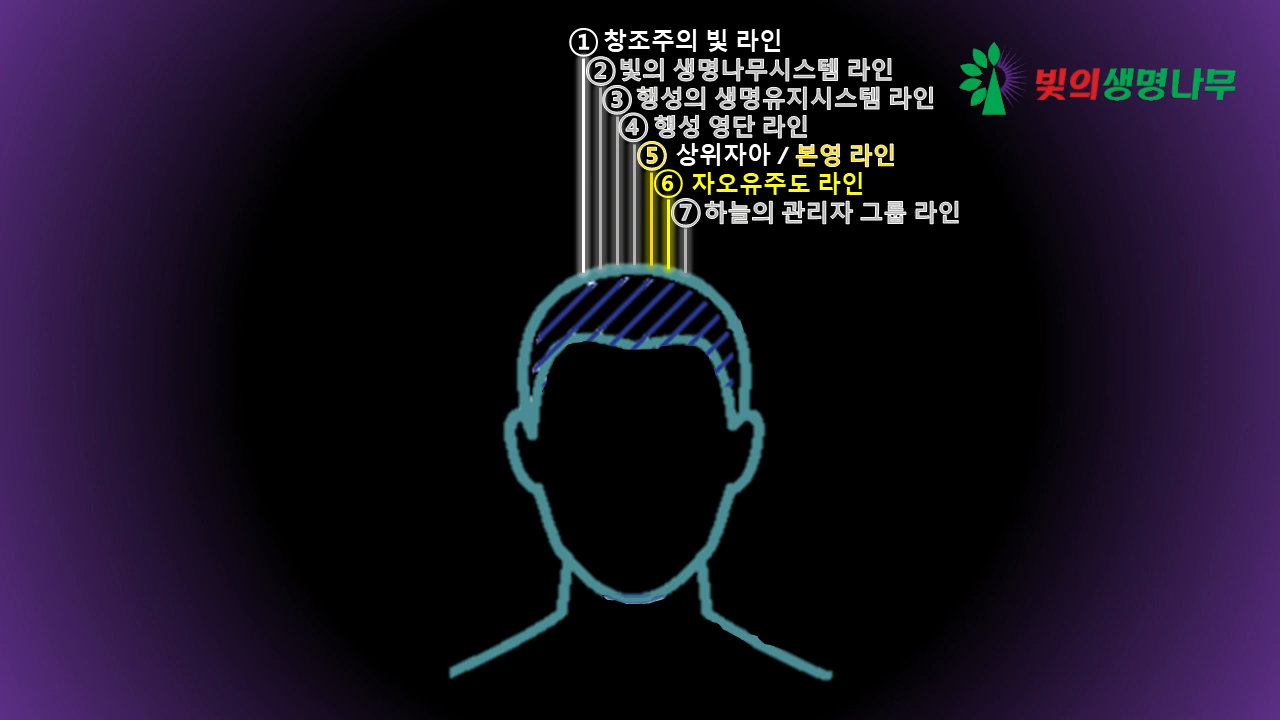 ① 창조주의 빛 라인
② 빛의 생명나무시스템 라인
③ 행성의 생명유지시스템 라인
④ 행성 영단 라인
⑤ 상위자아 / 본영 라인
⑥ 자오유주도 라인
⑦ 하늘의 관리자 그룹 라인
빛의생명나무